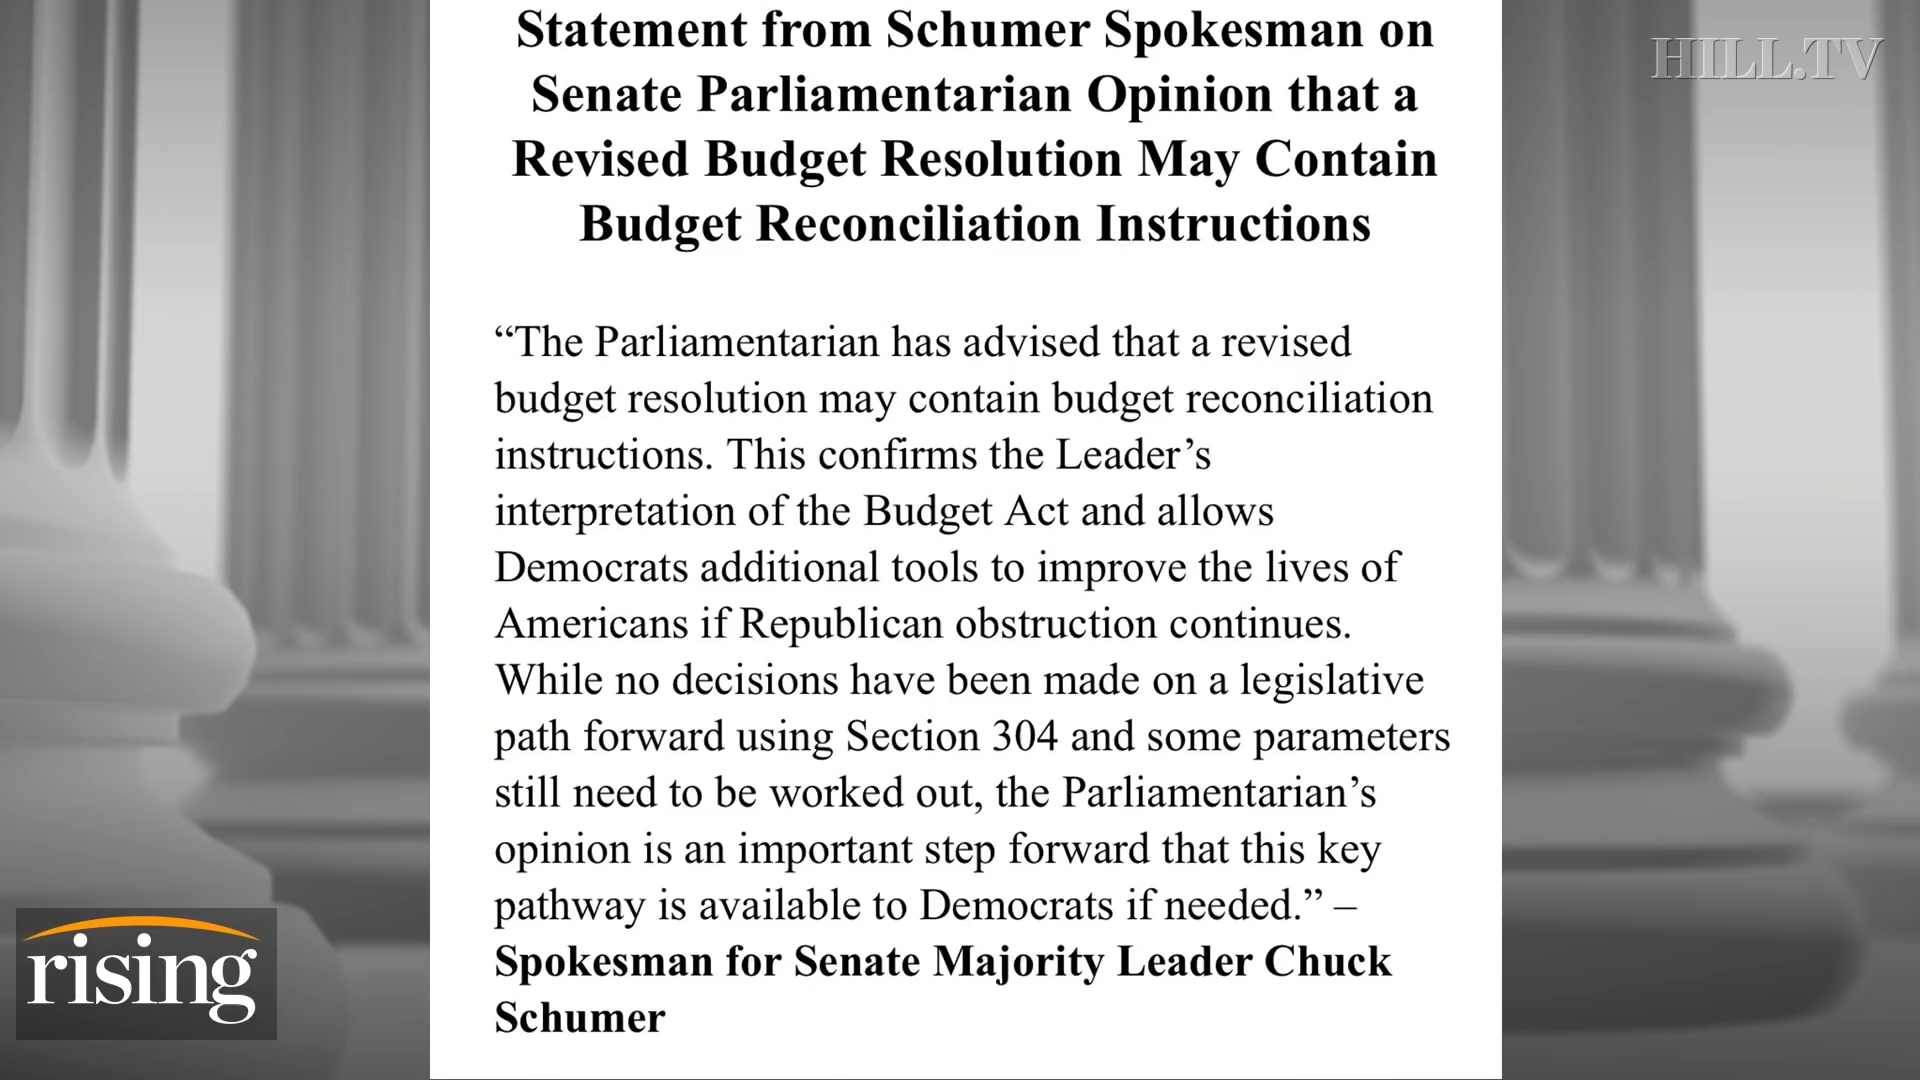 Statement from Schumer Spokesman on
Senate Parliamentarian Opinion that a
Revised Budget Resolution May Contain
Budget Reconciliation Instructions
HILL.TV
“The Parliamentarian has advised that a revised
budget resolution may contain budget reconciliation
instructions. This confirms the Leader’s
interpretation of the Budget Act and allows
Democrats additional tools to improve the lives of
Americans if Republican obstruction continues.
While no decisions have been made on a legislative
path forward using Section 304 and some parameters
still need to be worked out, the Parliamentarian’s
opinion is an important step forward that this key
pathway is available to Democrats if needed.” –
Spokesman for Senate Majority Leader Chuck
Schumer
rising